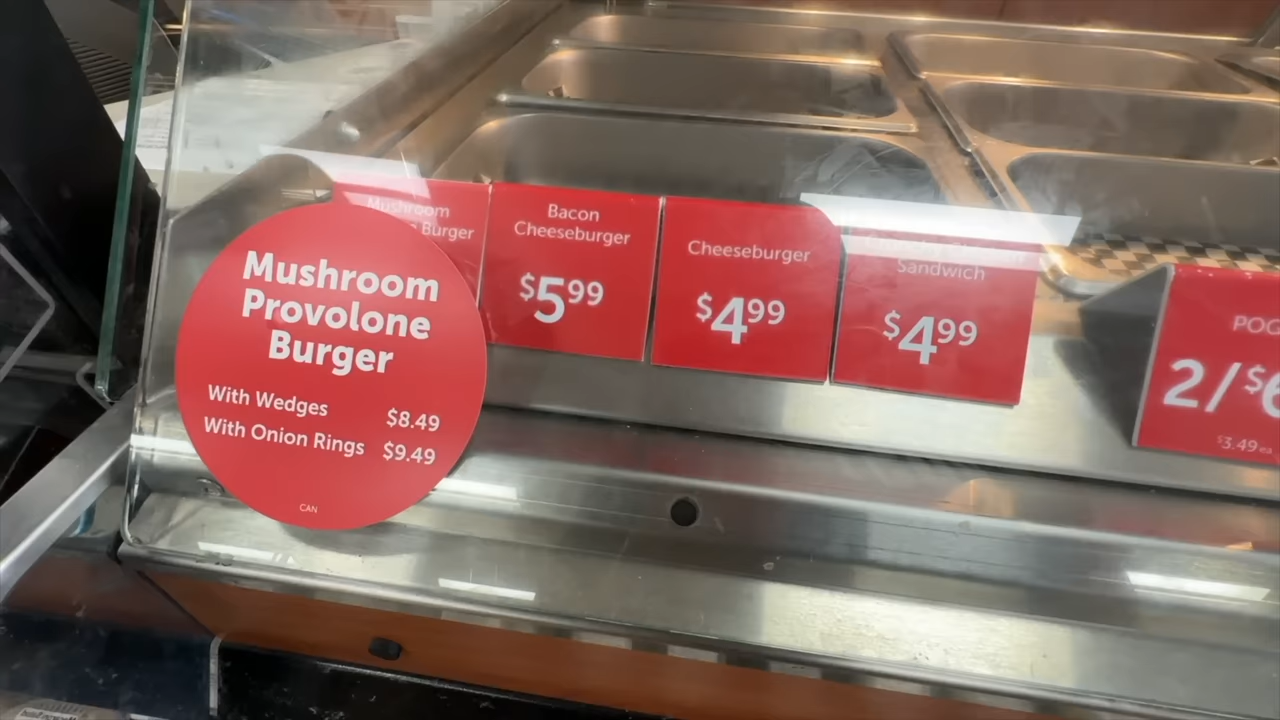 Mushroom
Provolone
Burger
With Wedges $8.49
With Onion Rings $9.49
CAN
Mushroom
Burger
Bacon
Cheeseburger
$5.99
Cheeseburger
$4.99
Sandwich
$4.99
2/$6
$3.49 ea